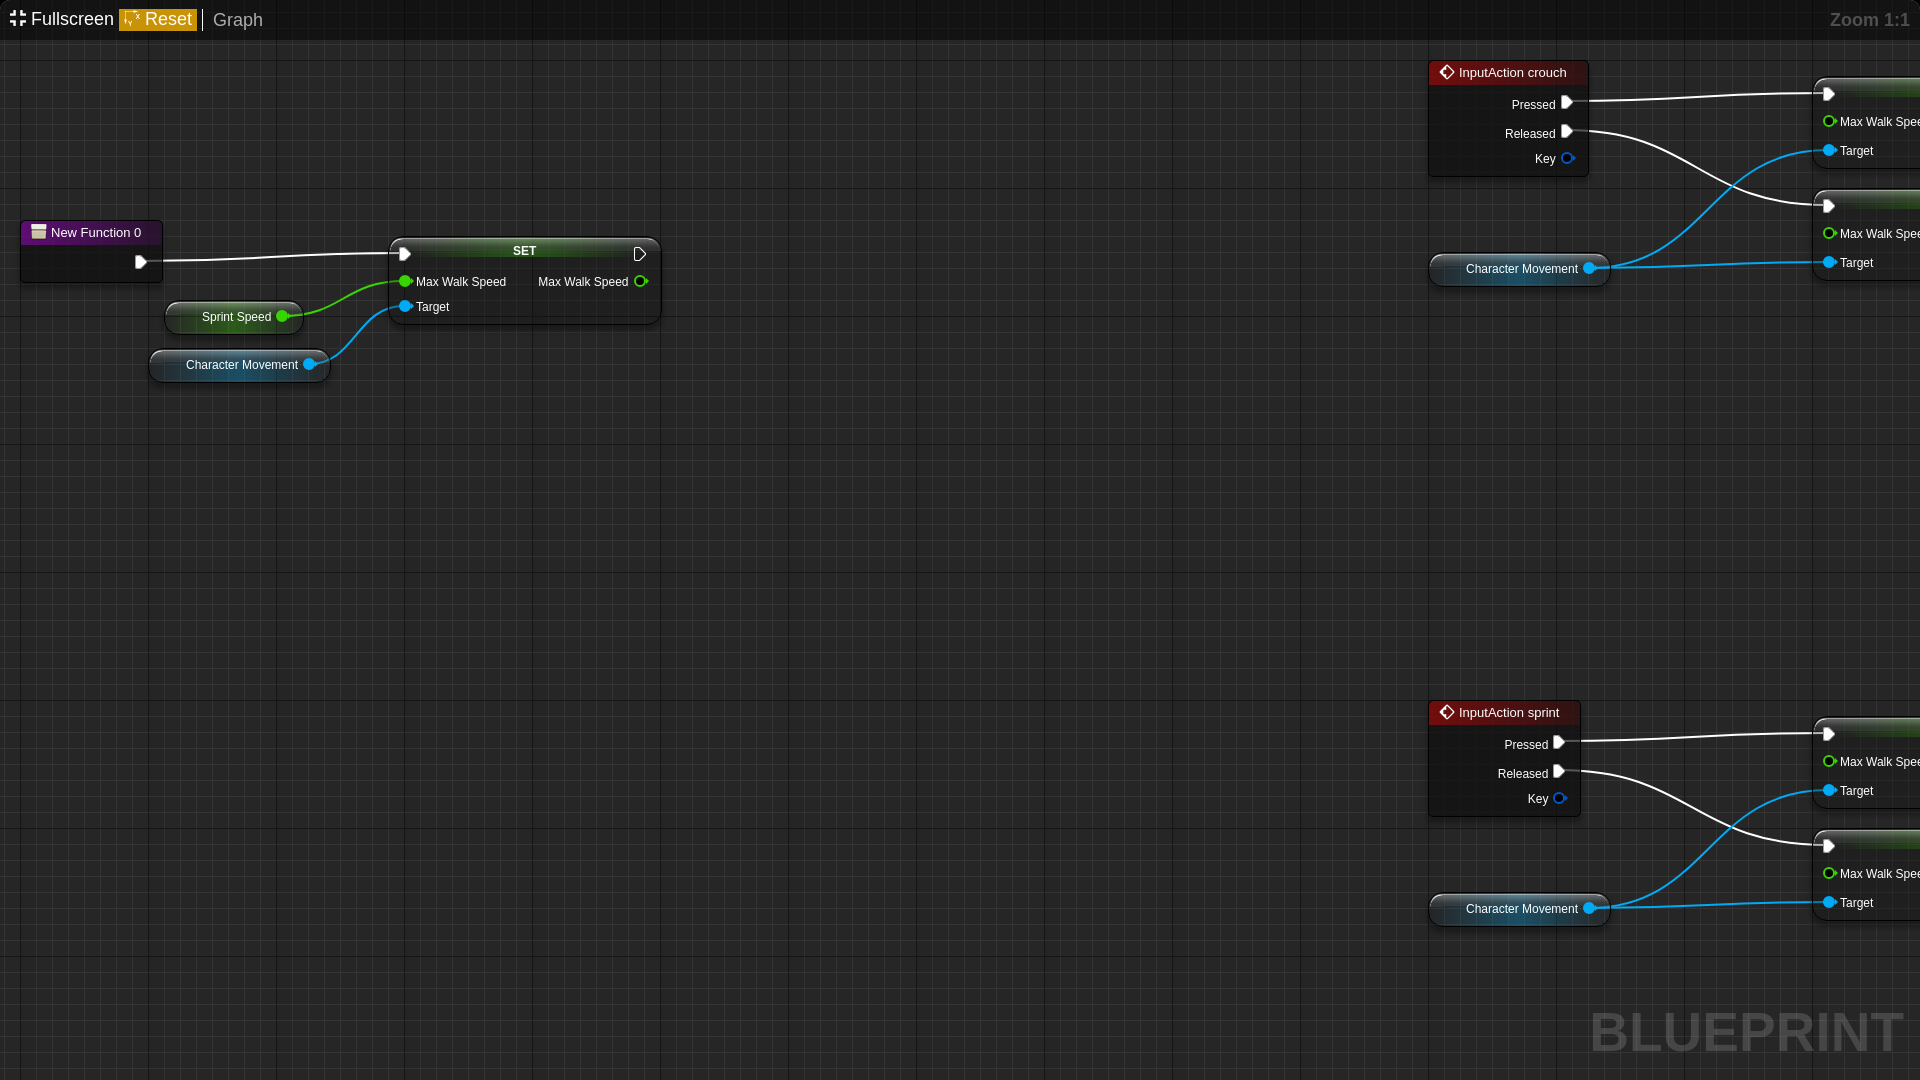 Fullscreen Reset Graph
Zoom 1:1
New Function 0
SET
Max Walk Speed Max Walk Speed
Target
Sprint Speed
Character Movement
InputAction crouch
Pressed
Released
Key
Max Walk Spee
Target
Max Walk Spee
Target
Character Movement
InputAction sprint
Pressed
Released
Key
Max Walk Spee
Target
Max Walk Spee
Target
Character Movement
BLUEPRINT